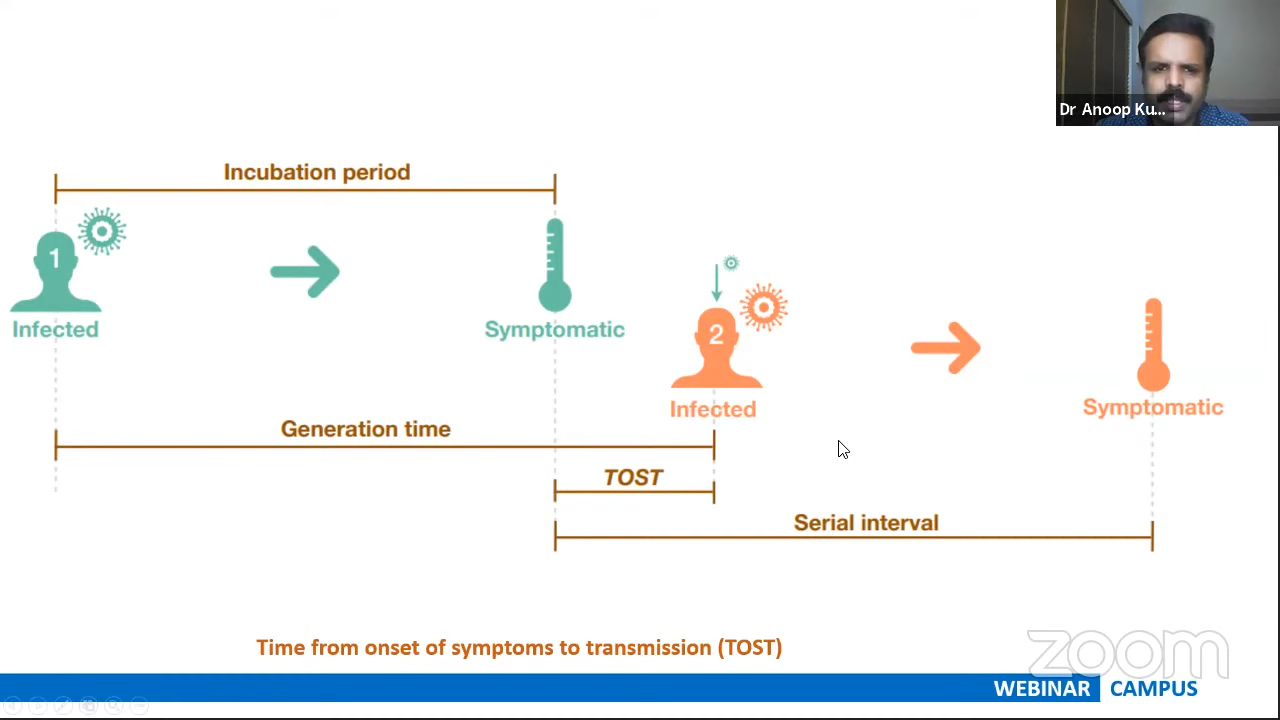 Dr Anoop Ku...
Incubation period
1
Infected
Symptomatic
2
Infected
Symptomatic
Generation time
TOST
Serial interval
Time from onset of symptoms to transmission (TOST)
zoom
WEBINAR CAMPUS